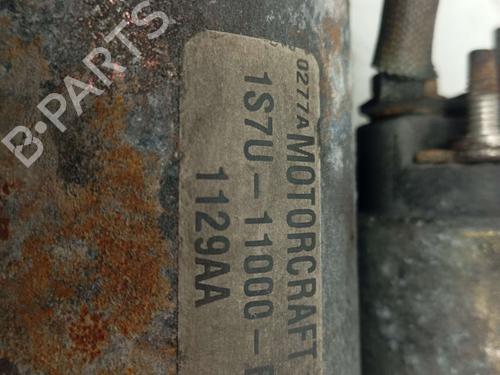 B-PARTS
0277A
MOTORCRAFT
1S7U-11000-
1129AA